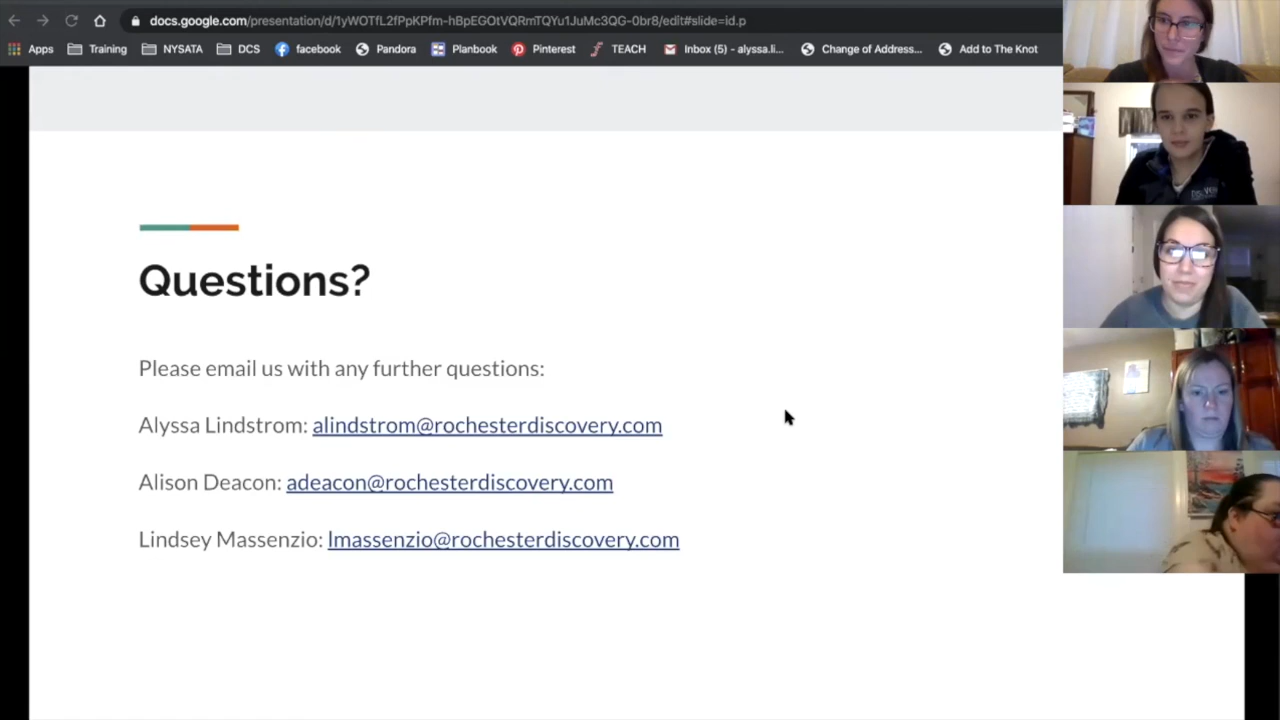 docs.google.com/presentation/d/1yWOTfL2fPpKPfm-hBpEGOtVQRmTQYu1JuMc3QG-0br8/edit#slide=id.p
Apps Training NYSATA DCS facebook Pandora Planbook Pinterest TEACH Inbox (5) - alyssa.li... Change of Address... Add to The Knot
Questions?
Please email us with any further questions:
Alyssa Lindstrom: alindstrom@rochesterdiscovery.com
Alison Deacon: adeacon@rochesterdiscovery.com
Lindsey Massenzio: lmassenzio@rochesterdiscovery.com